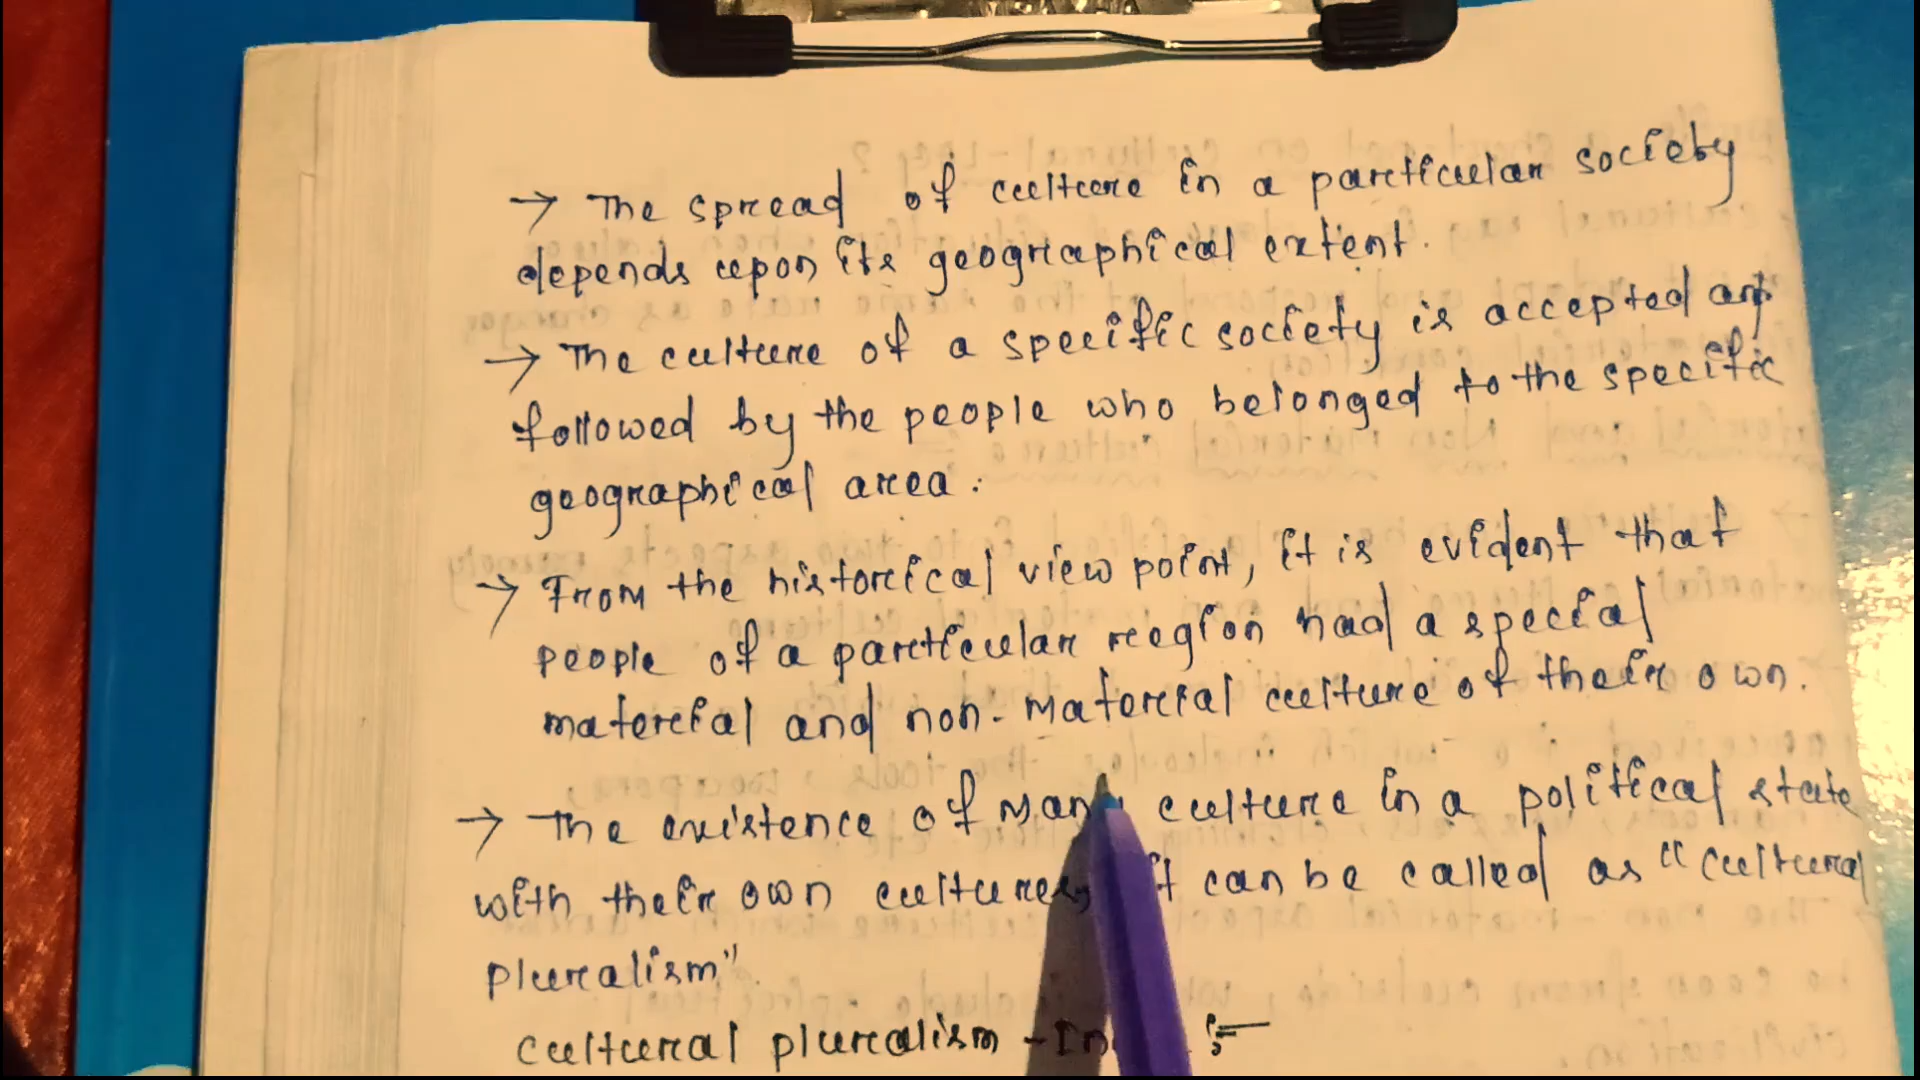 → The spread of culture in a particular society
depends upon its geographical extent.
→ The culture of a specific society is accepted and
followed by the people who belonged to the specific
geographical area.
→ From the historical view point, it is evident that
people of a particular region had a special
material and non-material culture of their own.
→ The existence of many culture in a political state
with their own cultures, it can be called as "cultural
pluralism"
cultural pluralism - In